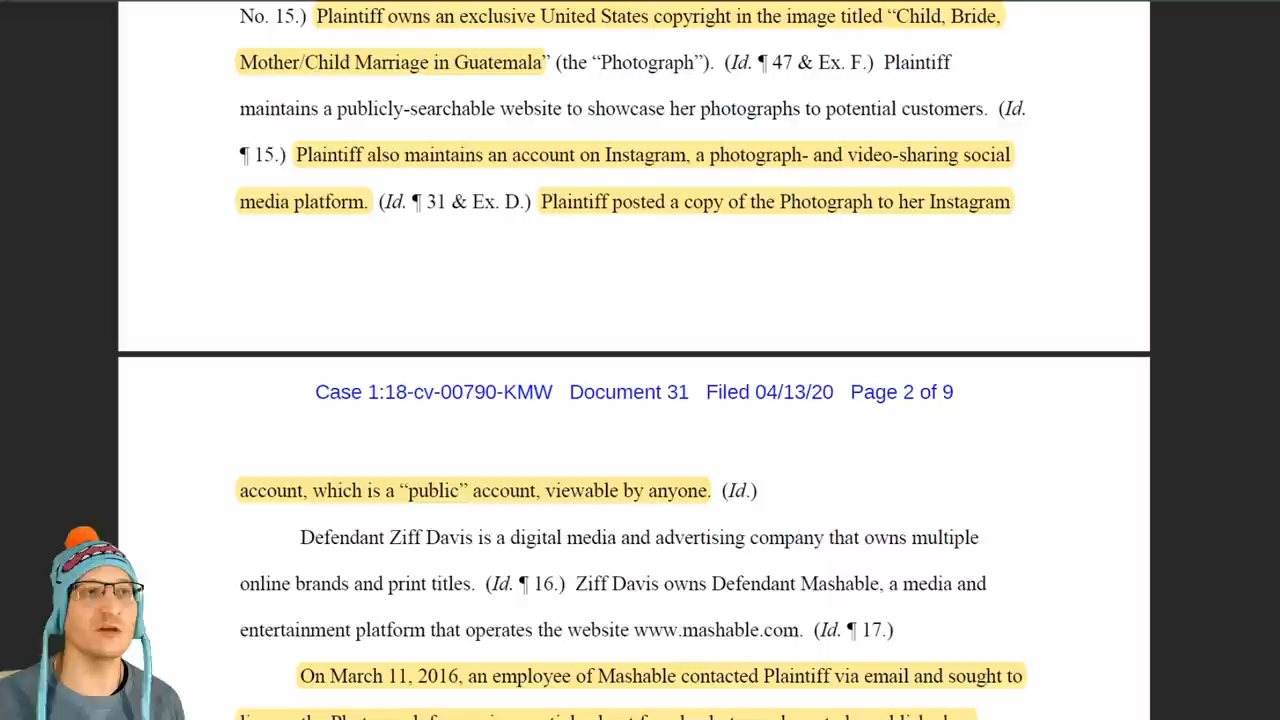 No. 15.) Plaintiff owns an exclusive United States copyright in the image titled “Child, Bride,
Mother/Child Marriage in Guatemala” (the “Photograph”). (Id. ¶ 47 & Ex. F.) Plaintiff
maintains a publicly-searchable website to showcase her photographs to potential customers. (Id.
¶ 15.) Plaintiff also maintains an account on Instagram, a photograph- and video-sharing social
media platform. (Id. ¶ 31 & Ex. D.) Plaintiff posted a copy of the Photograph to her Instagram
Case 1:18-cv-00790-KMW Document 31 Filed 04/13/20 Page 2 of 9
account, which is a “public” account, viewable by anyone. (Id.)
Defendant Ziff Davis is a digital media and advertising company that owns multiple
online brands and print titles. (Id. ¶ 16.) Ziff Davis owns Defendant Mashable, a media and
entertainment platform that operates the website www.mashable.com. (Id. ¶ 17.)
On March 11, 2016, an employee of Mashable contacted Plaintiff via email and sought to